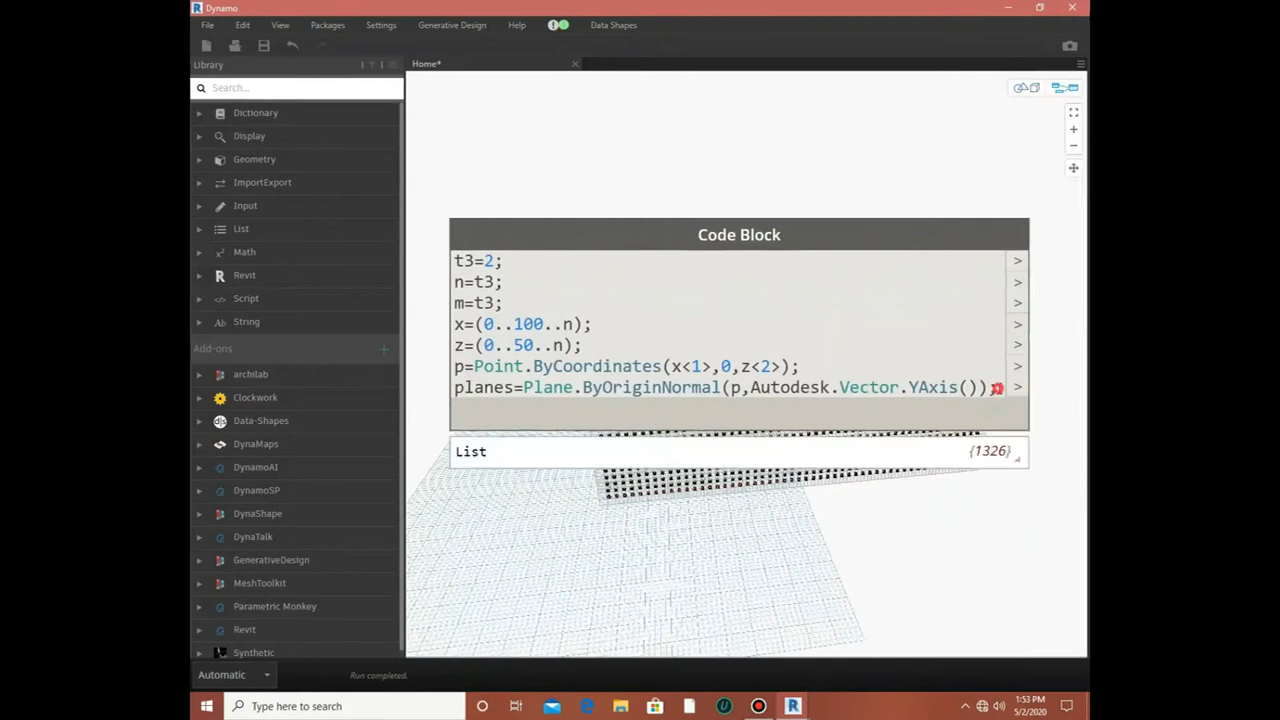 Dynamo
File Edit View Packages Settings Generative Design Help Data Shapes
Library
Home*
Search...
Dictionary
Display
Geometry
ImportExport
Input
List
Math
Revit
Script
String
Add-ons
archilab
Clockwork
Data-Shapes
DynaMaps
DynamoAI
DynamoSP
DynaShape
DynaTalk
GenerativeDesign
MeshToolkit
Parametric Monkey
Revit
Synthetic
Code Block
t3=2;
n=t3;
m=t3;
x=(0..100..n);
z=(0..50..n);
p=Point.ByCoordinates(x<1>,0,z<2>);
planes=Plane.ByOriginNormal(p,Autodesk.Vector.YAxis());
List {1326}
Automatic
Run completed.
Type here to search
1:53 PM
5/2/2020